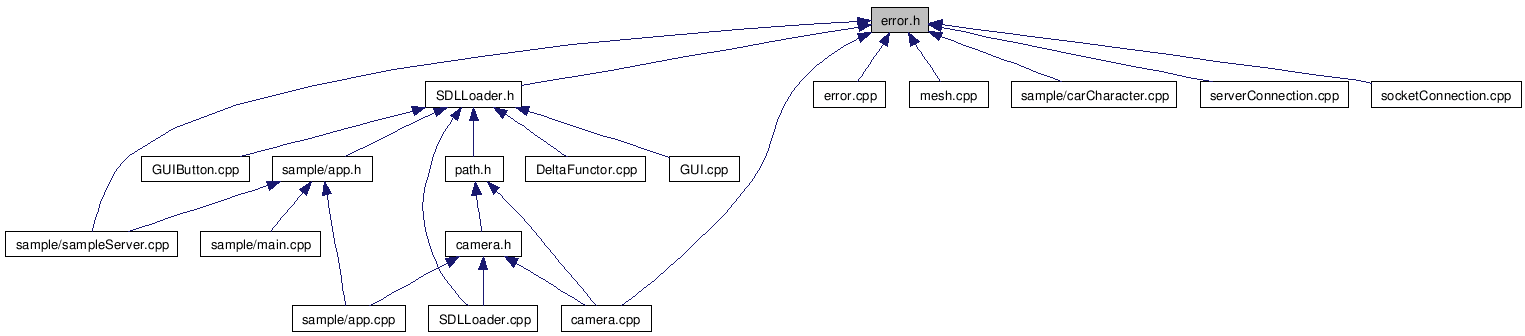 error.h
SDLLoader.h
error.cpp
mesh.cpp
sample/carCharacter.cpp
serverConnection.cpp
socketConnection.cpp
GUIButton.cpp
sample/app.h
path.h
DeltaFunctor.cpp
GUI.cpp
sample/sampleServer.cpp
sample/main.cpp
camera.h
sample/app.cpp
SDLLoader.cpp
camera.cpp